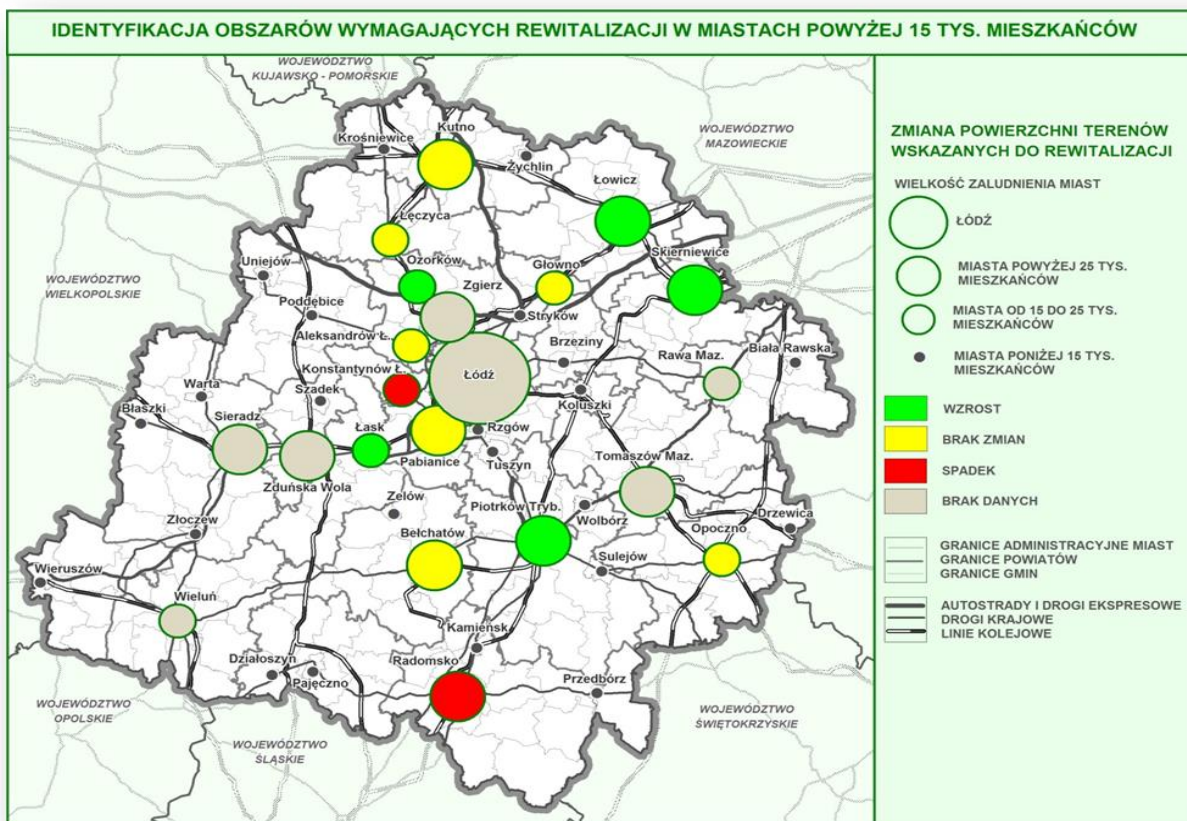 IDENTYFIKACJA OBSZARÓW WYMAGAJĄCYCH REWITALIZACJI W MIASTACH POWYŻEJ 15 TYS. MIESZKAŃCÓW
WOJEWÓDZTWO
KUJAWSKO - POMORSKIE
WOJEWÓDZTWO
MAZOWIECKIE
Kutno
Krośniewice
Żychlin
Łowicz
Łęczyca
Skierniewice
Uniejów
Ozorków
Głowno
WOJEWÓDZTWO
WIELKOPOLSKIE
Zgierz
Poddębice
Stryków
Aleksandrów Ł..
Brzeziny
Rawa Maz.
Biała Rawska
Konstantynów Ł..
Łódź
Warta
Szadek
Koluszki
Błaszki
Sieradz
Łask
Rzgów
Pabianice
Tuszyn
Tomaszów Maz.
Zduńska Wola
Zelów
Piotrków Tryb.
Wolbórz
Drzewica
Złoczew
Bełchatów
Opoczno
Sulejów
Wieruszów
Wieluń
Kamieńsk
Działoszyn
Radomsko
Pajęczno
Przedbórz
WOJEWÓDZTWO
OPOLSKIE
WOJEWÓDZTWO
ŚWIĘTOKRZYSKIE
WOJEWÓDZTWO
ŚLĄSKIE
ZMIANA POWIERZCHNI TERENÓW
WSKAZANYCH DO REWITALIZACJI
WIELKOŚĆ ZALUDNIENIA MIAST
ŁÓDŹ
MIASTA POWYŻEJ 25 TYS.
MIESZKAŃCÓW
MIASTA OD 15 DO 25 TYS.
MIESZKAŃCÓW
MIASTA PONIŻEJ 15 TYS.
MIESZKAŃCÓW
WZROST
BRAK ZMIAN
SPADEK
BRAK DANYCH
GRANICE ADMINISTRACYJNE MIAST
GRANICE POWIATÓW
GRANICE GMIN
AUTOSTRADY I DROGI EKSPRESOWE
DROGI KRAJOWE
LINIE KOLEJOWE